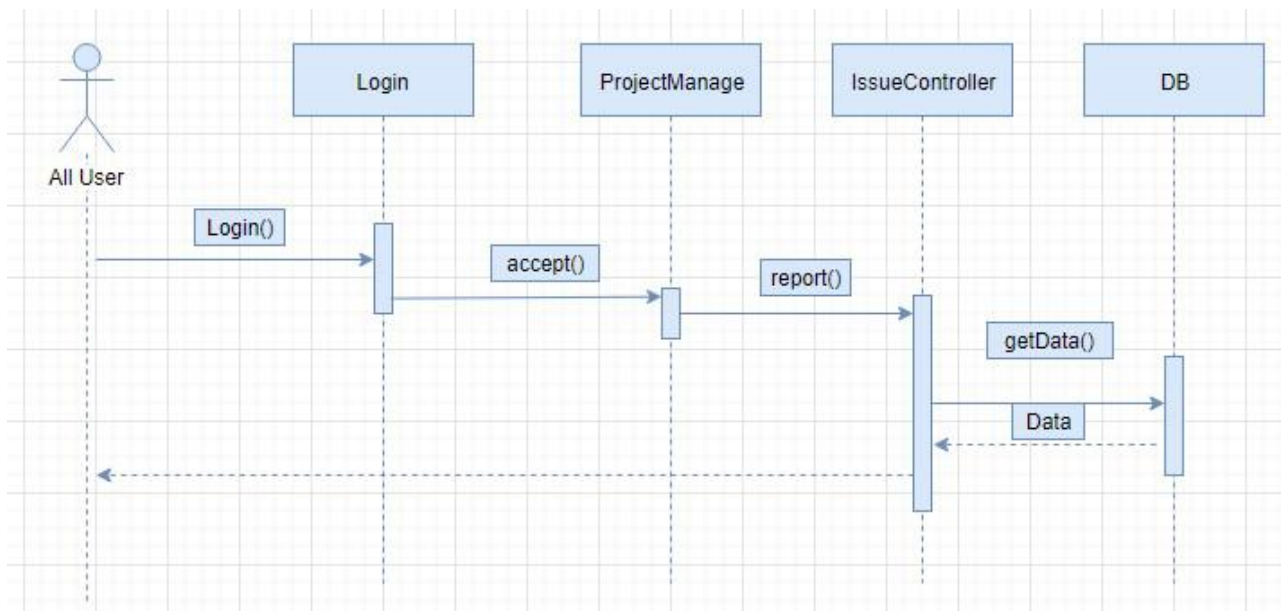 Login
ProjectManage
IssueController
DB
All User
Login()
accept()
report()
getData()
Data